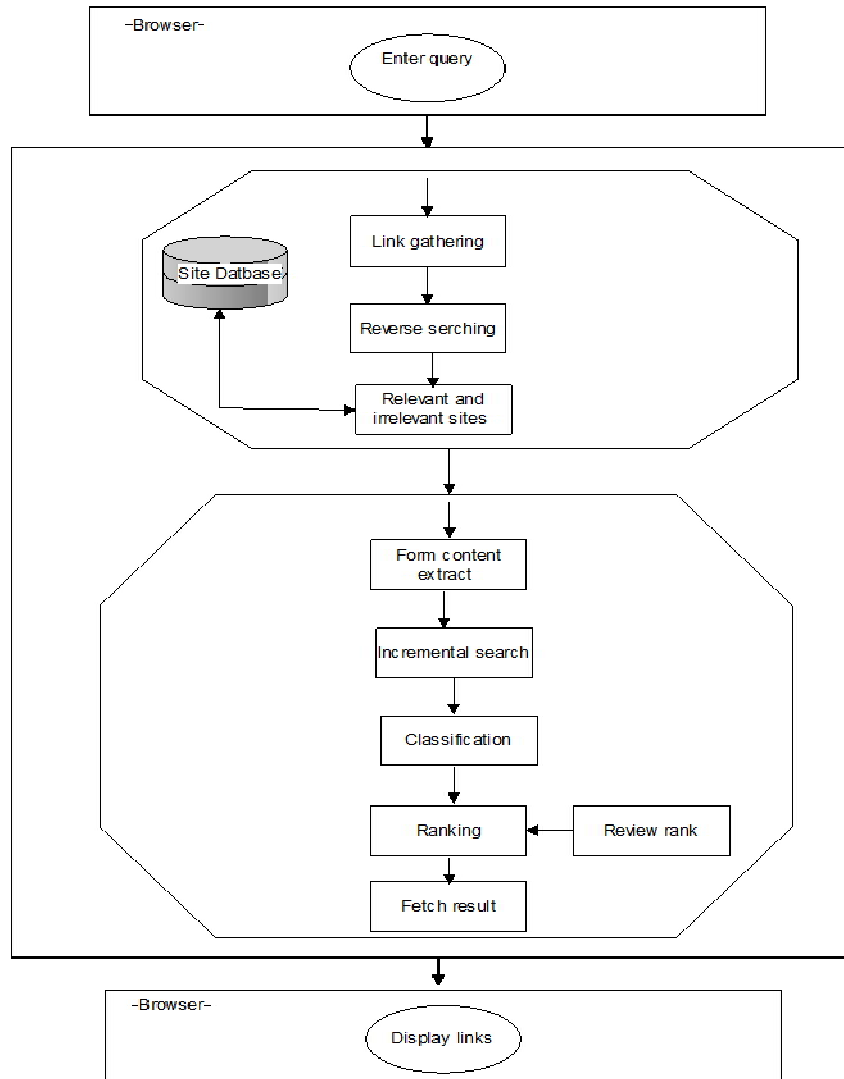 -Browser-
Enter query
Link gathering
Site Datbase
Reverse serching
Relevant and
irrelevant sites
Form content
extract
Incremental search
Classification
Ranking
Review rank
Fetch result
-Browser-
Display links